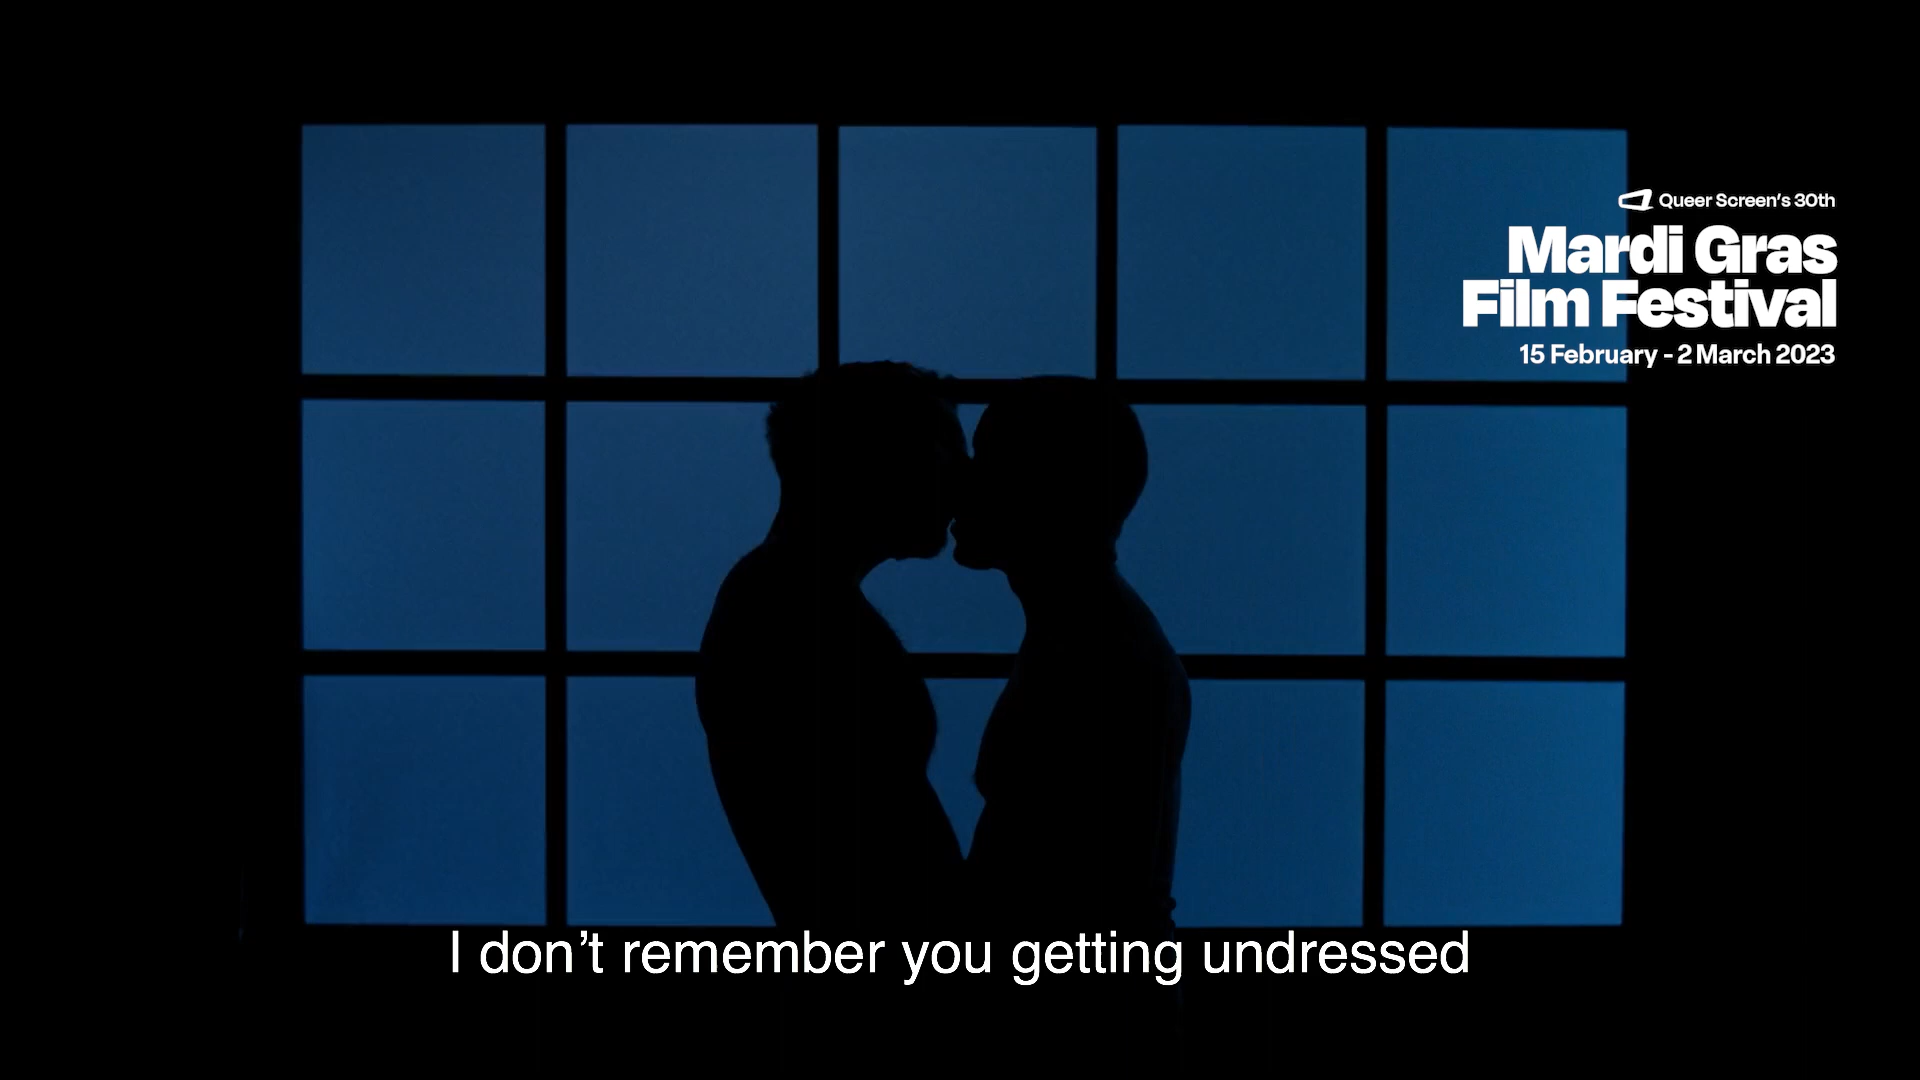 Queer Screen's 30th
Mardi Gras
Film Festival
15 February - 2 March 2023
I don’t remember you getting undressed